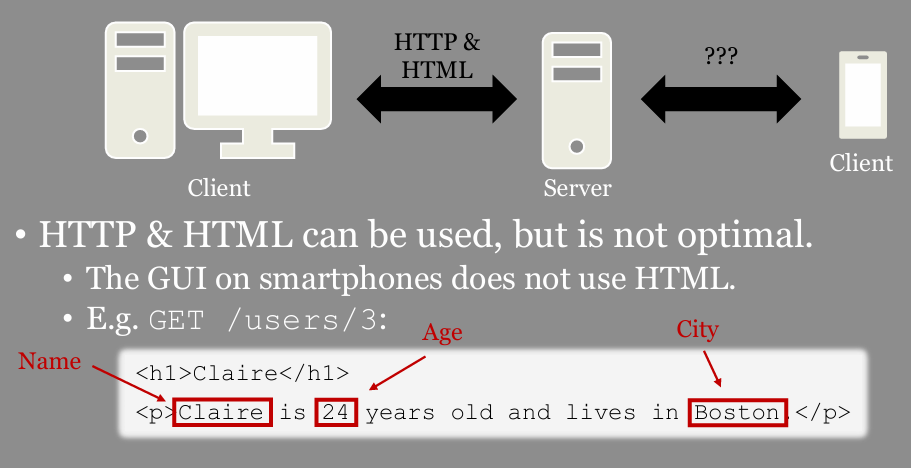 HTTP &
HTML
???
Client
Server
Client
• HTTP & HTML can be used, but is not optimal.
• The GUI on smartphones does not use HTML.
• E.g. GET /users/3:
Name
Age
City
<h1>Claire</h1>
<p>Claire is 24 years old and lives in Boston.</p>